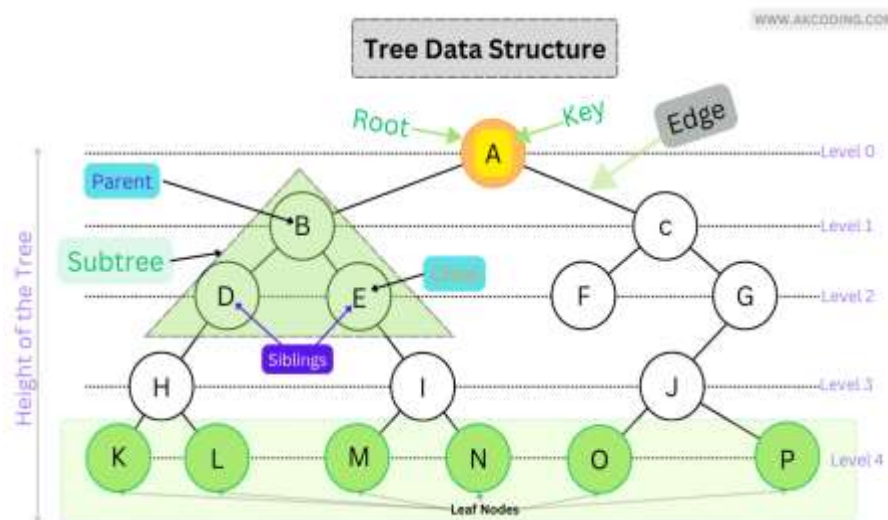 WWW.AKCODING.COM
Tree Data Structure
Root
Key
Edge
A
Level 0
Parent
B
c
Level 1
Subtree
D
E
F
G
Level 2
Siblings
Height of the Tree
H
I
J
Level 3
K
L
M
N
O
P
Level 4
Leaf Nodes